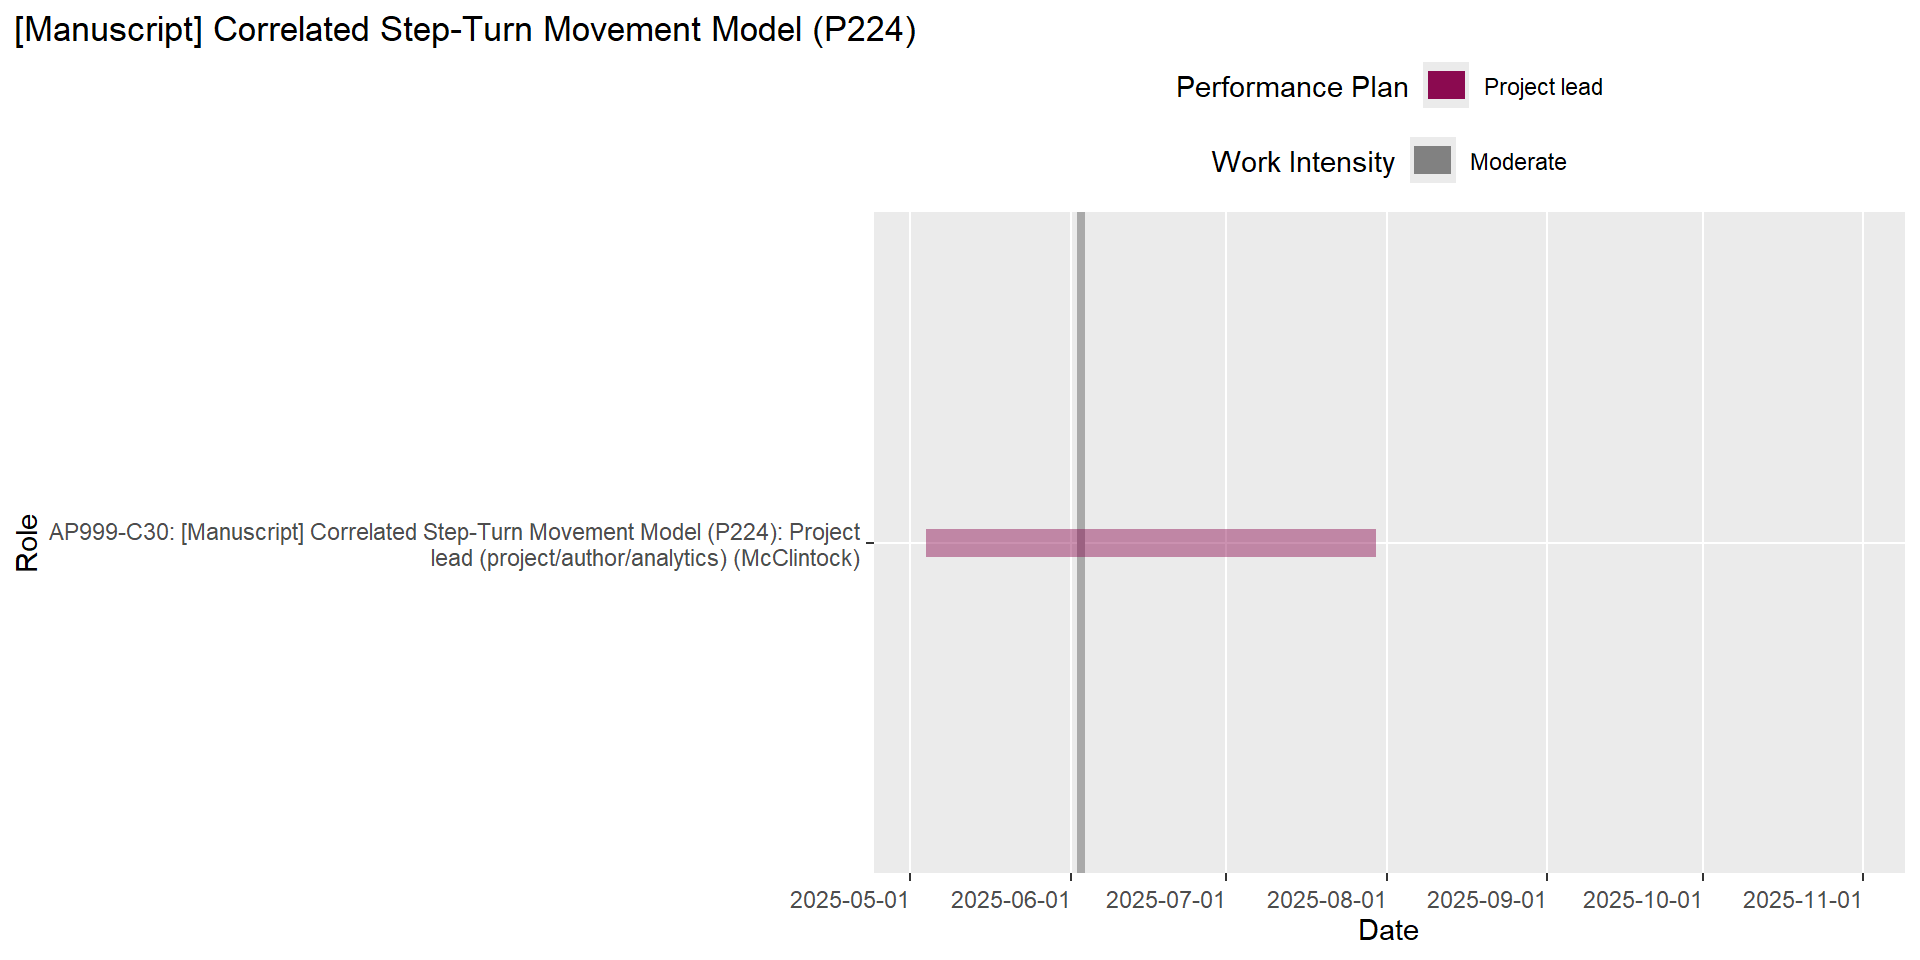 [Manuscript] Correlated Step-Turn Movement Model (P224)
Performance Plan Project lead
Work Intensity Moderate
Role
AP999-C30: [Manuscript] Correlated Step-Turn Movement Model (P224): Project
lead (project/author/analytics) (McClintock)
2025-05-01 2025-06-01 2025-07-01 2025-08-01 2025-09-01 2025-10-01 2025-11-01
Date